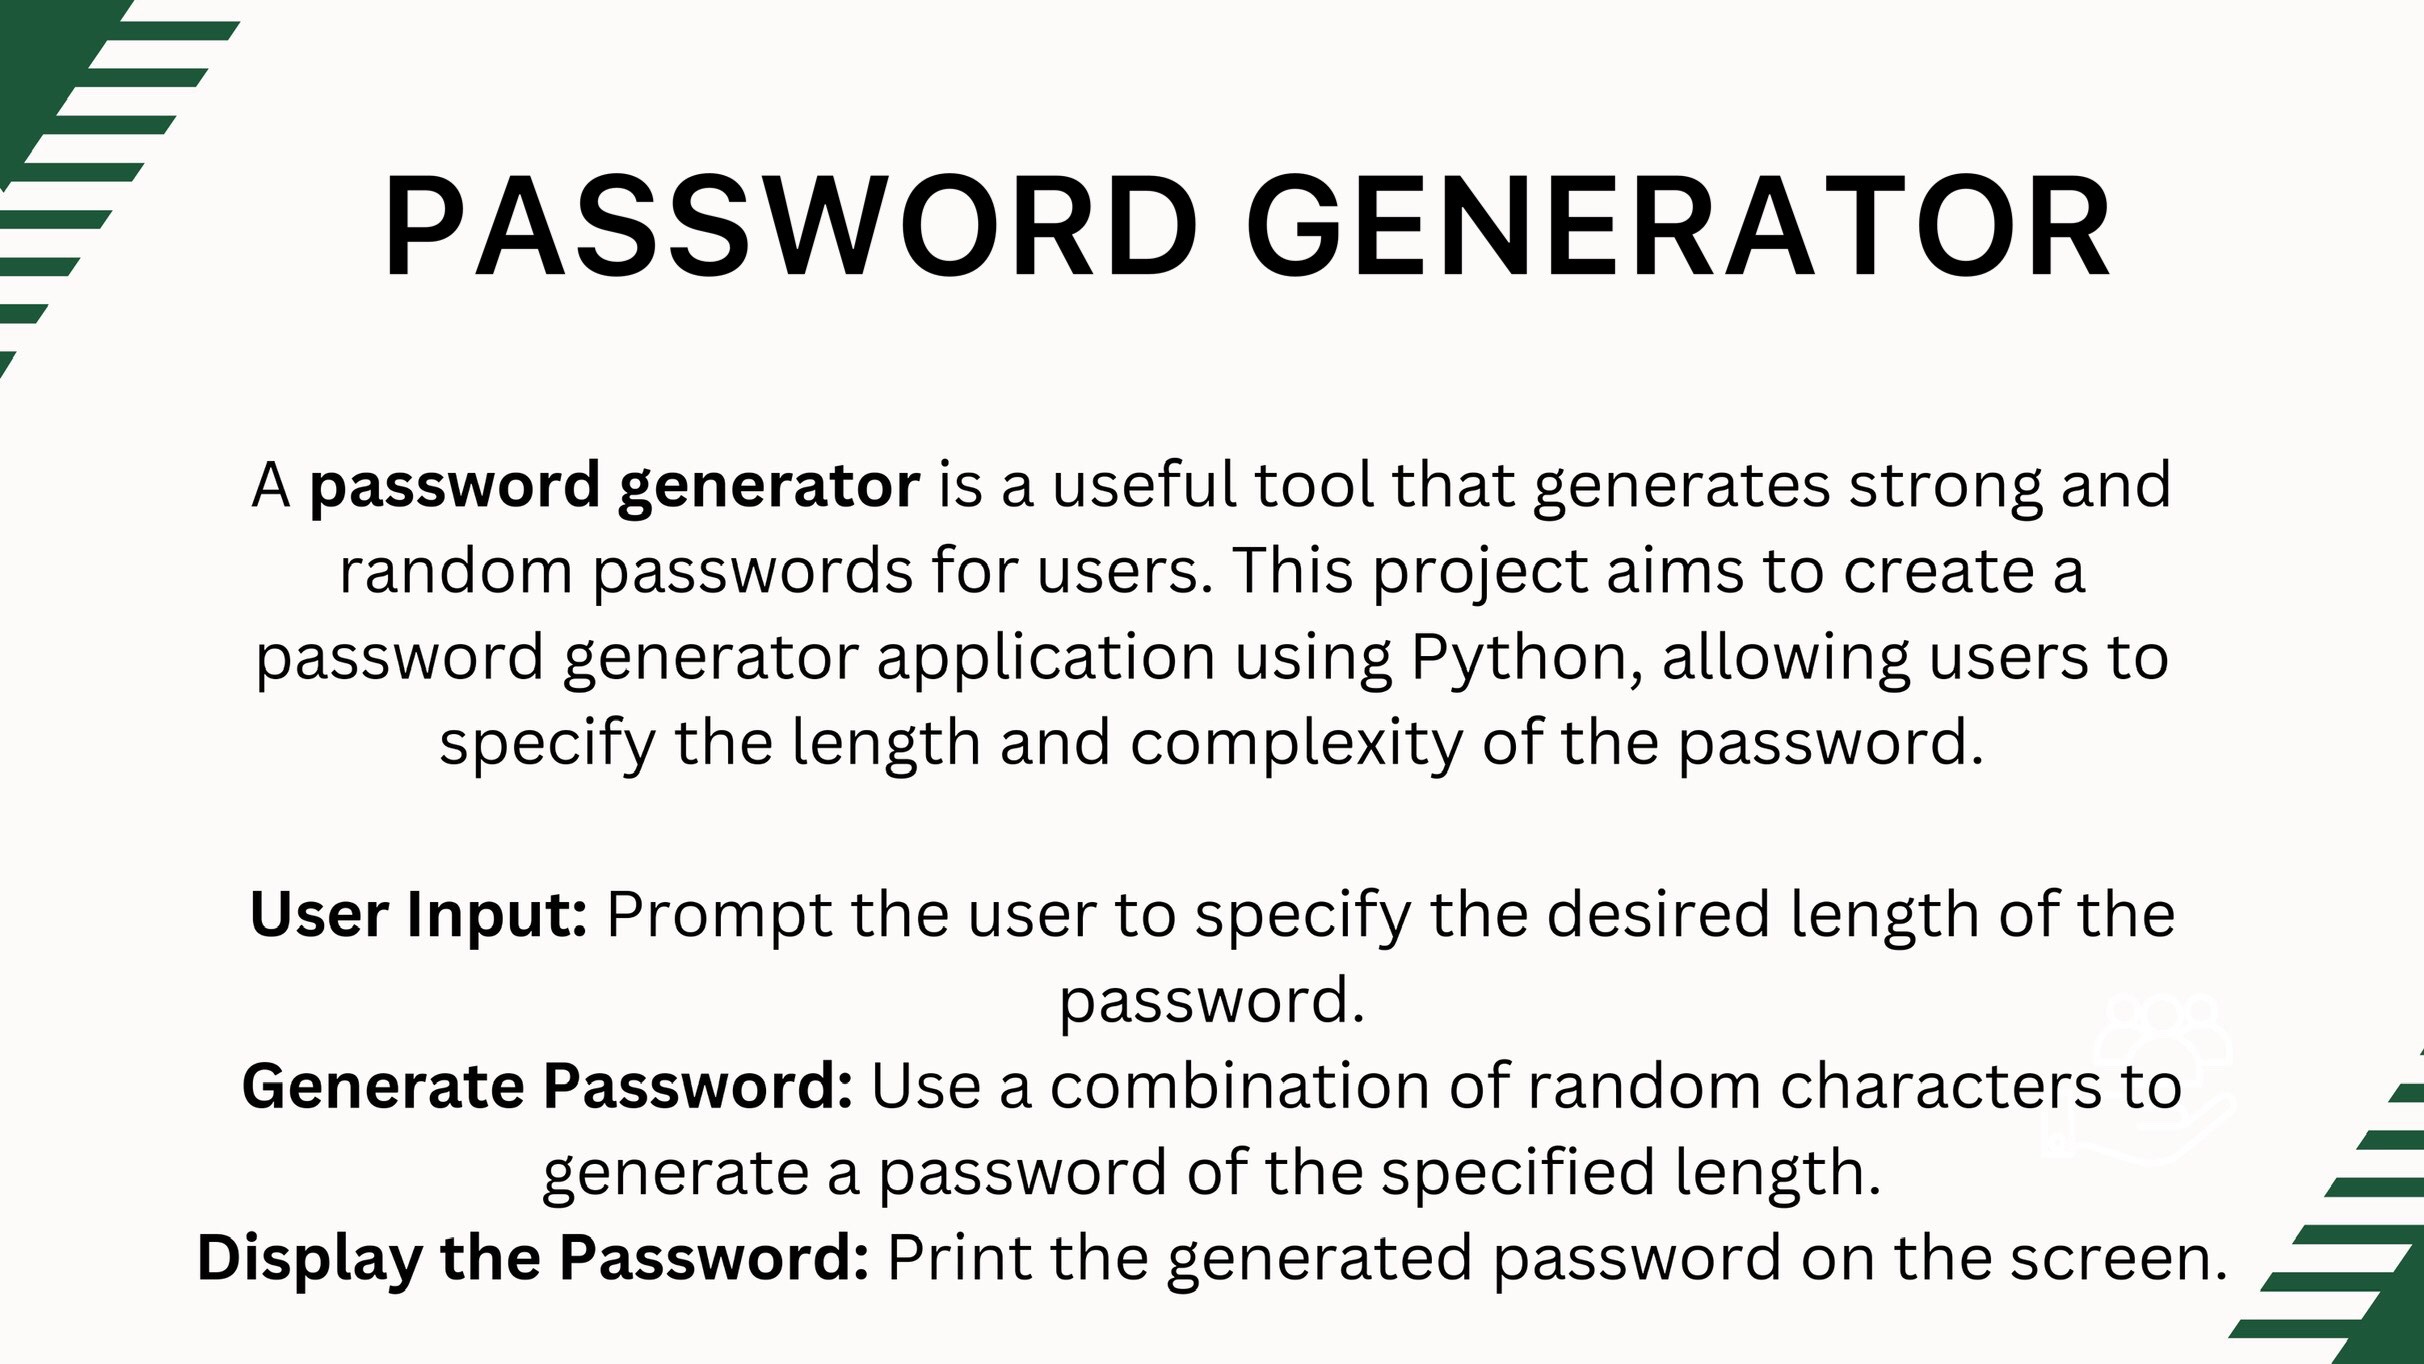 PASSWORD GENERATOR
A password generator is a useful tool that generates strong and
random passwords for users. This project aims to create a
password generator application using Python, allowing users to
specify the length and complexity of the password.
User Input: Prompt the user to specify the desired length of the
password.
Generate Password: Use a combination of random characters to
generate a password of the specified length.
Display the Password: Print the generated password on the screen.